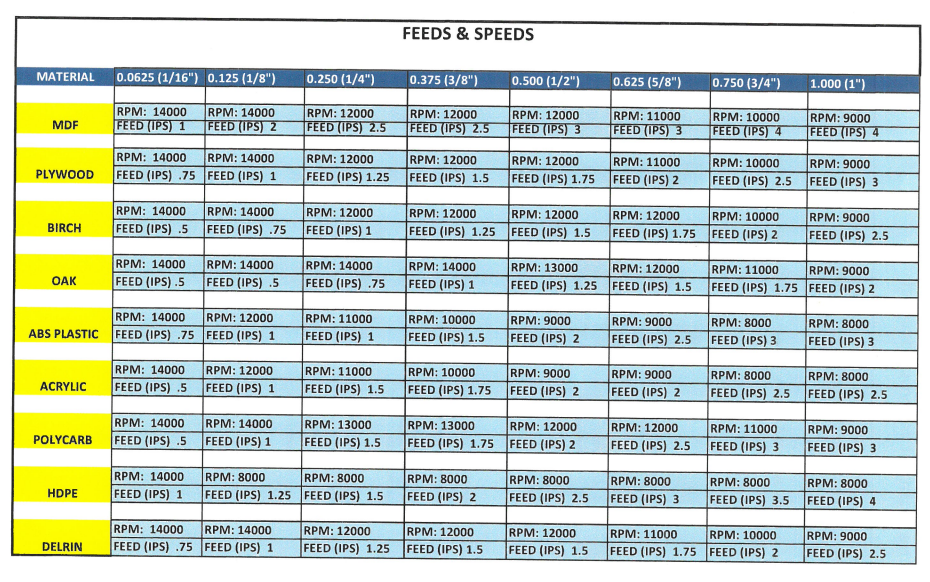 FEEDS & SPEEDS
MATERIAL 0.0625 (1/16") 0.125 (1/8") 0.250 (1/4") 0.375 (3/8") 0.500 (1/2") 0.625 (5/8") 0.750 (3/4") 1.000 (1")
RPM: 14000 RPM: 14000 RPM: 12000 RPM: 12000 RPM: 12000 RPM: 11000 RPM: 10000 RPM: 9000
MDF FEED (IPS) 1 FEED (IPS) 2 FEED (IPS) 2.5 FEED (IPS) 2.5 FEED (IPS) 3 FEED (IPS) 3 FEED (IPS) 4 FEED (IPS) 4
RPM: 14000 RPM: 14000 RPM: 12000 RPM: 12000 RPM: 12000 RPM: 11000 RPM: 10000 RPM: 9000
PLYWOOD FEED (IPS) .75 FEED (IPS) 1 FEED (IPS) 1.25 FEED (IPS) 1.5 FEED (IPS) 1.75 FEED (IPS) 2 FEED (IPS) 2.5 FEED (IPS) 3
RPM: 14000 RPM: 14000 RPM: 12000 RPM: 12000 RPM: 12000 RPM: 12000 RPM: 10000 RPM: 9000
BIRCH FEED (IPS) .5 FEED (IPS) .75 FEED (IPS) 1 FEED (IPS) 1.25 FEED (IPS) 1.5 FEED (IPS) 1.75 FEED (IPS) 2 FEED (IPS) 2.5
RPM: 14000 RPM: 14000 RPM: 14000 RPM: 14000 RPM: 13000 RPM: 12000 RPM: 11000 RPM: 9000
OAK FEED (IPS) .5 FEED (IPS) .5 FEED (IPS) .75 FEED (IPS) 1 FEED (IPS) 1.25 FEED (IPS) 1.5 FEED (IPS) 1.75 FEED (IPS) 2
RPM: 14000 RPM: 12000 RPM: 11000 RPM: 10000 RPM: 9000 RPM: 9000 RPM: 8000 RPM: 8000
ABS PLASTIC FEED (IPS) .75 FEED (IPS) 1 FEED (IPS) 1 FEED (IPS) 1.5 FEED (IPS) 2 FEED (IPS) 2.5 FEED (IPS) 3 FEED (IPS) 3
RPM: 14000 RPM: 12000 RPM: 11000 RPM: 10000 RPM: 9000 RPM: 9000 RPM: 8000 RPM: 8000
ACRYLIC FEED (IPS) .5 FEED (IPS) 1 FEED (IPS) 1.5 FEED (IPS) 1.75 FEED (IPS) 2 FEED (IPS) 2 FEED (IPS) 2.5 FEED (IPS) 2.5
RPM: 14000 RPM: 14000 RPM: 13000 RPM: 13000 RPM: 12000 RPM: 12000 RPM: 11000 RPM: 9000
POLYCARB FEED (IPS) .5 FEED (IPS) 1 FEED (IPS) 1.5 FEED (IPS) 1.75 FEED (IPS) 2 FEED (IPS) 2.5 FEED (IPS) 3 FEED (IPS) 3
RPM: 14000 RPM: 8000 RPM: 8000 RPM: 8000 RPM: 8000 RPM: 8000 RPM: 8000 RPM: 8000
HDPE FEED (IPS) 1 FEED (IPS) 1.25 FEED (IPS) 1.5 FEED (IPS) 2 FEED (IPS) 2.5 FEED (IPS) 3 FEED (IPS) 3.5 FEED (IPS) 4
RPM: 14000 RPM: 14000 RPM: 12000 RPM: 12000 RPM: 12000 RPM: 11000 RPM: 10000 RPM: 9000
DELRIN FEED (IPS) .75 FEED (IPS) 1 FEED (IPS) 1.25 FEED (IPS) 1.5 FEED (IPS) 1.5 FEED (IPS) 1.75 FEED (IPS) 2 FEED (IPS) 2.5